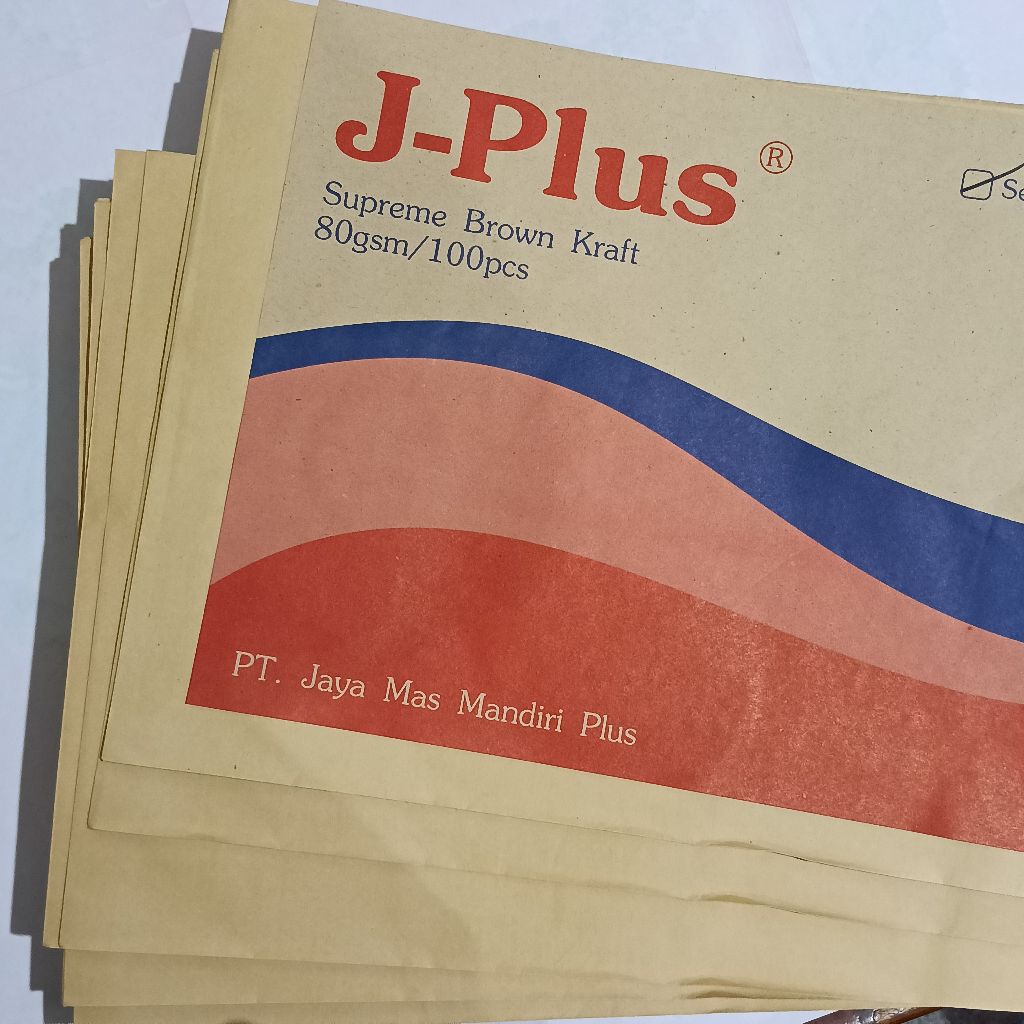 J-Plus ®
Supreme Brown Kraft
80gsm/100pcs
PT. Jaya Mas Mandiri Plus